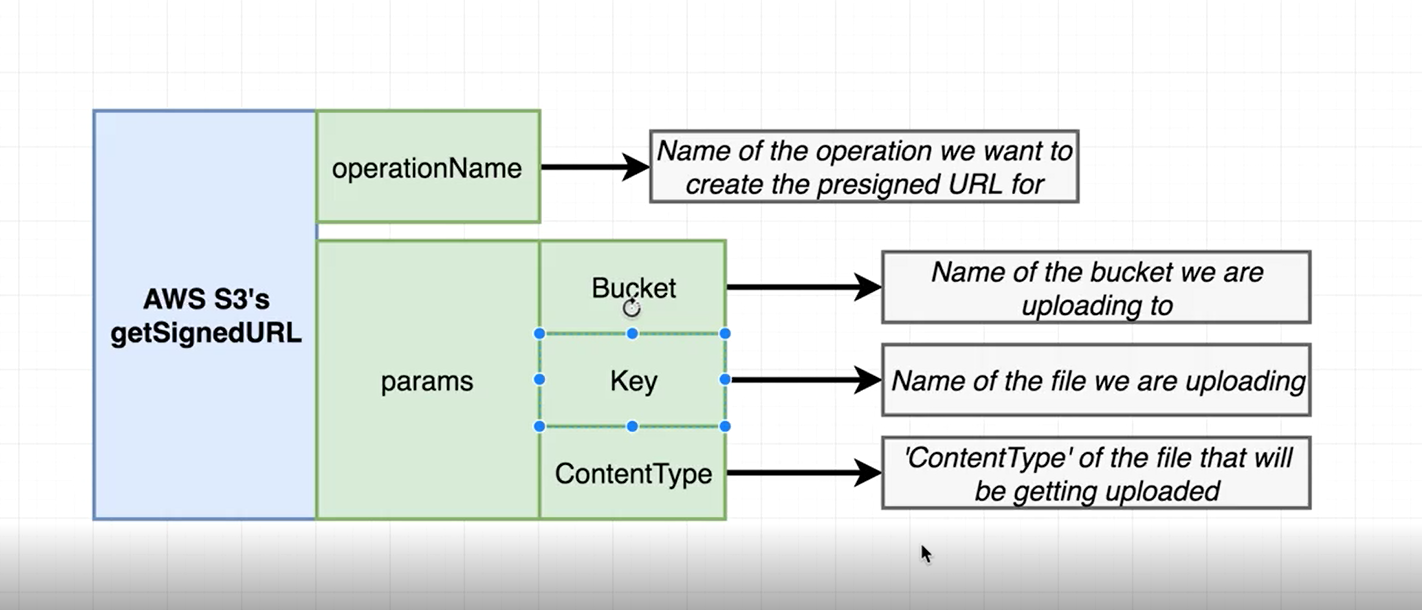 AWS S3's
getSignedURL
operationName
Name of the operation we want to
create the presigned URL for
params
Bucket
Name of the bucket we are
uploading to
Key
Name of the file we are uploading
ContentType
'ContentType' of the file that will
be getting uploaded